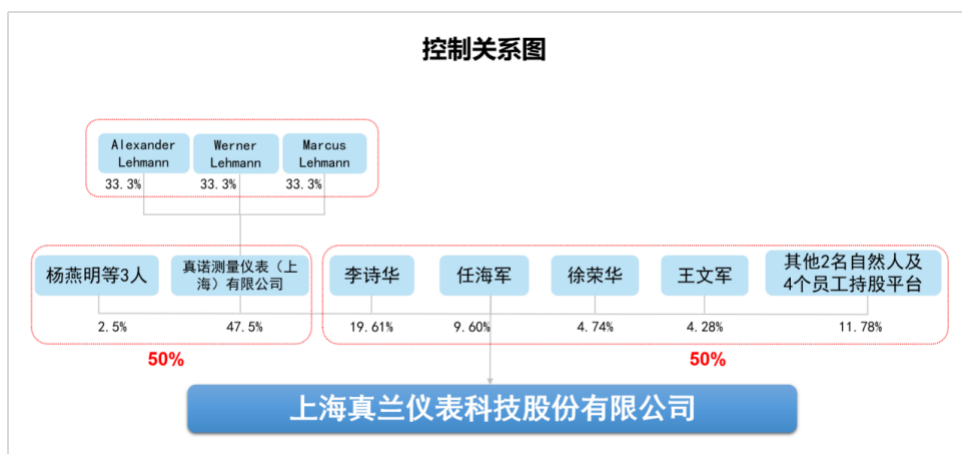 控制关系图
Alexander
Lehmann
Werner
Lehmann
Marcus
Lehmann
33.3%
33.3%
33.3%
杨燕明等3人
真诺测量仪表（上
海）有限公司
李诗华
任海军
徐荣华
王文军
其他2名自然人及
4个员工持股平台
2.5%
47.5%
19.61%
9.60%
4.74%
4.28%
11.78%
50%
50%
上海真兰仪表科技股份有限公司